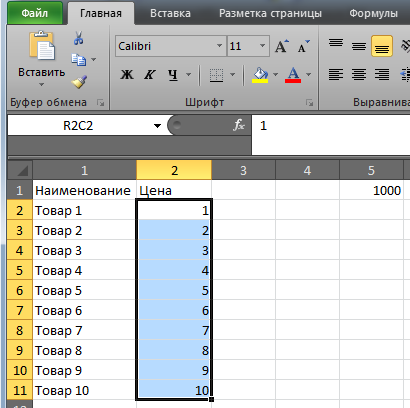 Файл Главная Вставка Разметка страницы Формулы
Calibri 11
Вставить
Ж К Ч
Буфер обмена Шрифт Выравнива
R2C2 fx 1
1 2 3 4 5
1 Наименование Цена 1000
2 Товар 1 1
3 Товар 2 2
4 Товар 3 3
5 Товар 4 4
6 Товар 5 5
7 Товар 6 6
8 Товар 7 7
9 Товар 8 8
10 Товар 9 9
11 Товар 10 10